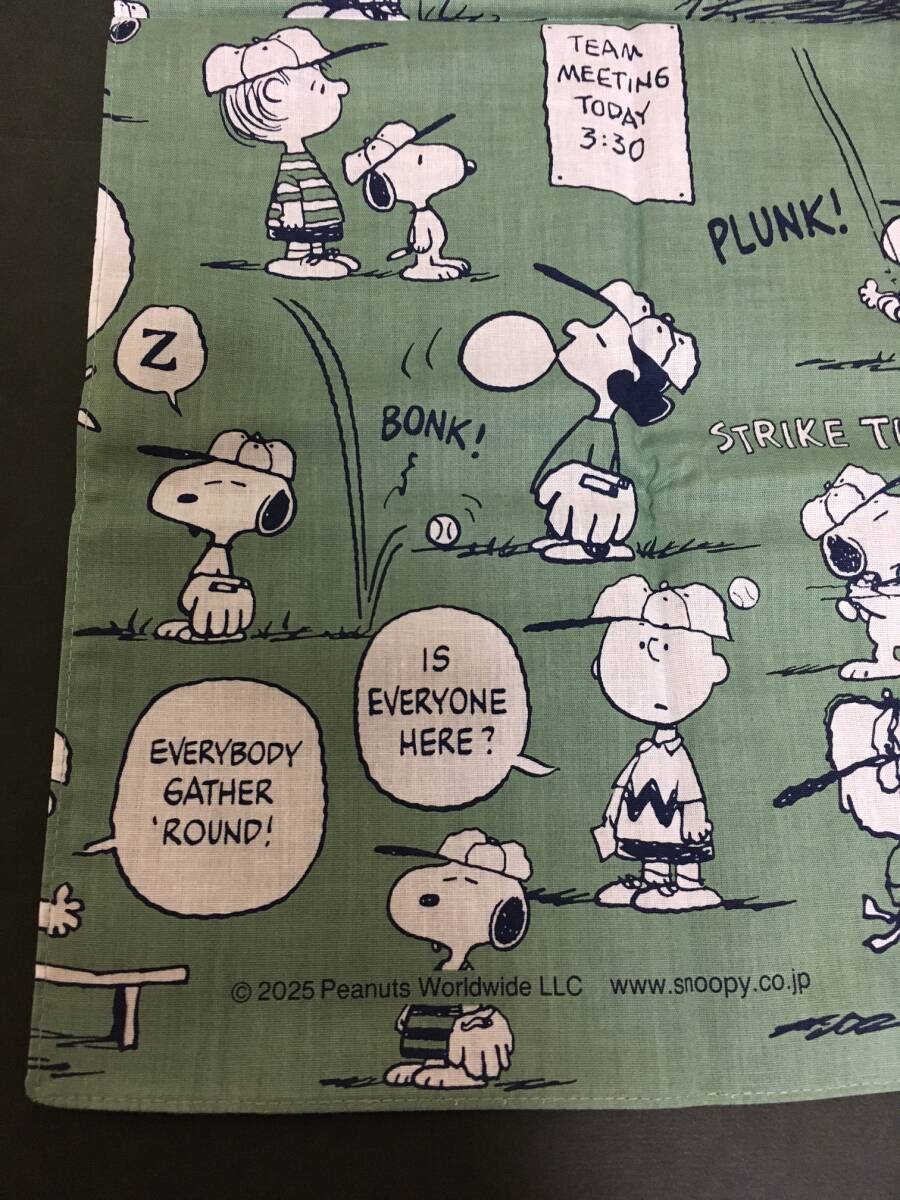 TEAM
MEETING
TODAY
3:30
PLUNK!
Z
BONK!
STRIKE
IS
EVERYONE
HERE?
EVERYBODY
GATHER
'ROUND!
© 2025 Peanuts Worldwide LLC www.snoopy.co.jp